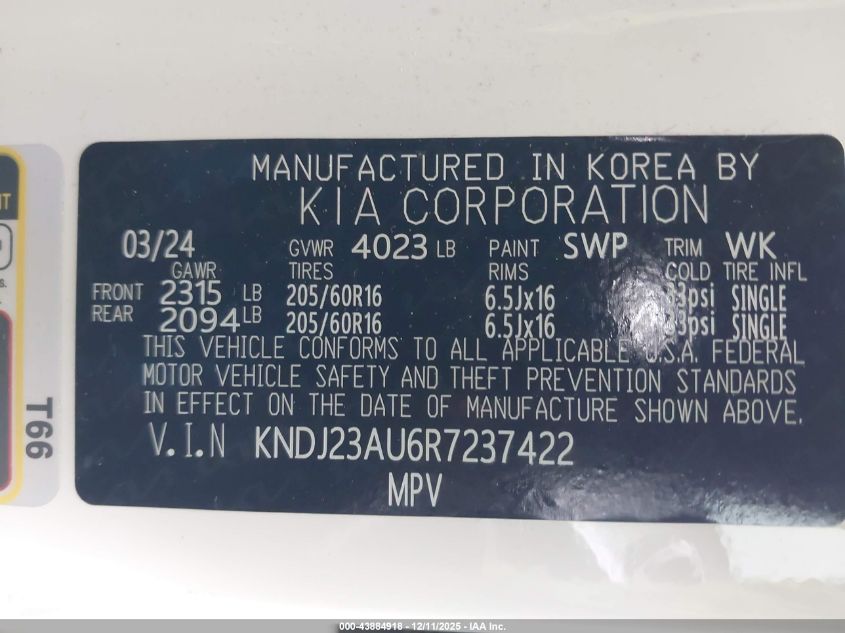 MANUFACTURED IN KOREA BY
KIA CORPORATION
03/24 GVWR 4023 LB PAINT SWP TRIM WK
GAWR TIRES RIMS COLD TIRE INFL
FRONT 2315 LB 205/60R16 6.5Jx16 33psi SINGLE
REAR 2094 LB 205/60R16 6.5Jx16 33psi SINGLE
THIS VEHICLE CONFORMS TO ALL APPLICABLE U.S.A. FEDERAL
MOTOR VEHICLE SAFETY AND THEFT PREVENTION STANDARDS
IN EFFECT ON THE DATE OF MANUFACTURE SHOWN ABOVE.
V.I.N KNDJ23AU6R7237422
MPV
T66
000-43884918 - 12/11/2025 - IAA Inc.